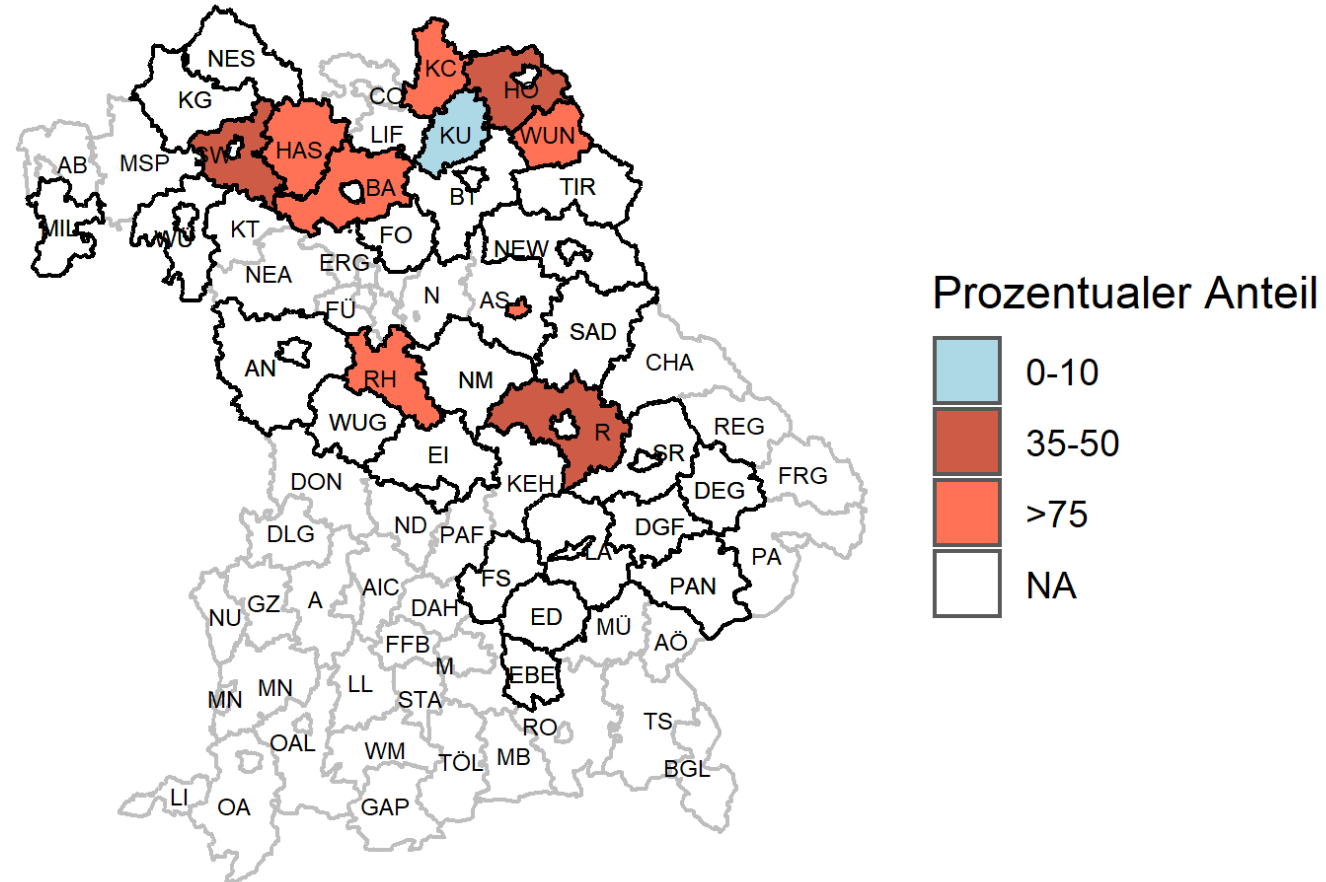 NES
KC
KG
CO
HO
LIF
KU
WUN
SW
HAS
AB
MSP
BA
BT
TIR
MIL
WÜ
KT
FO
NEW
ERG
NEA
N
AS
FÜ
SAD
AN
RH
NM
CHA
WUG
R
REG
EI
SR
DON
KEH
DEG
FRG
ND
PAF
DGF
DLG
LA
PA
FS
PAN
AIC
A
GZ
DAH
NU
ED
MÜ
AÖ
FFB
M
EBE
LL
MN
MN
STA
TS
RO
OAL
WM
TÖL
MB
BGL
LI
OA
GAP
Prozentualer Anteil
0-10
35-50
>75
NA